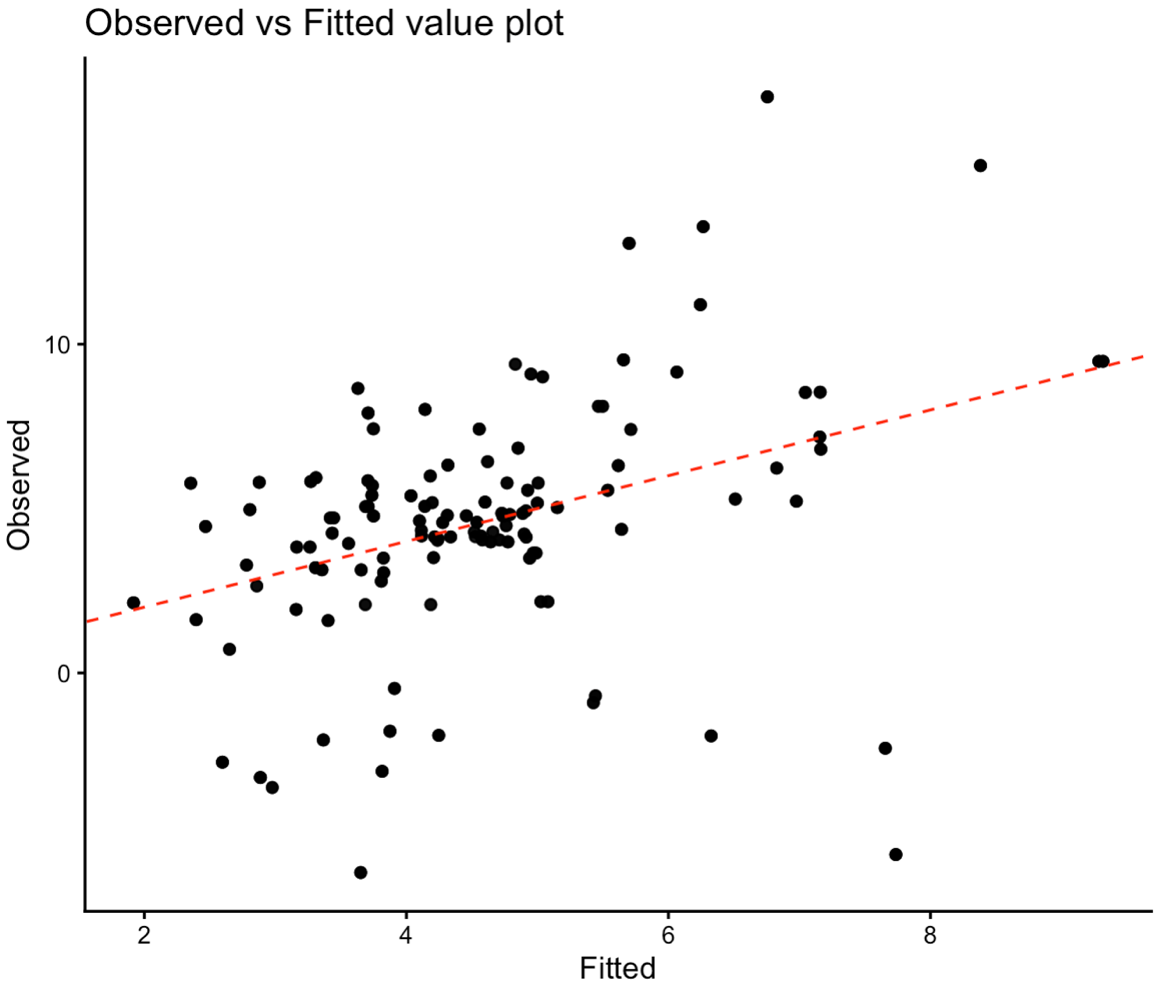 Observed vs Fitted value plot
10
0
Observed
2 4 6 8
Fitted